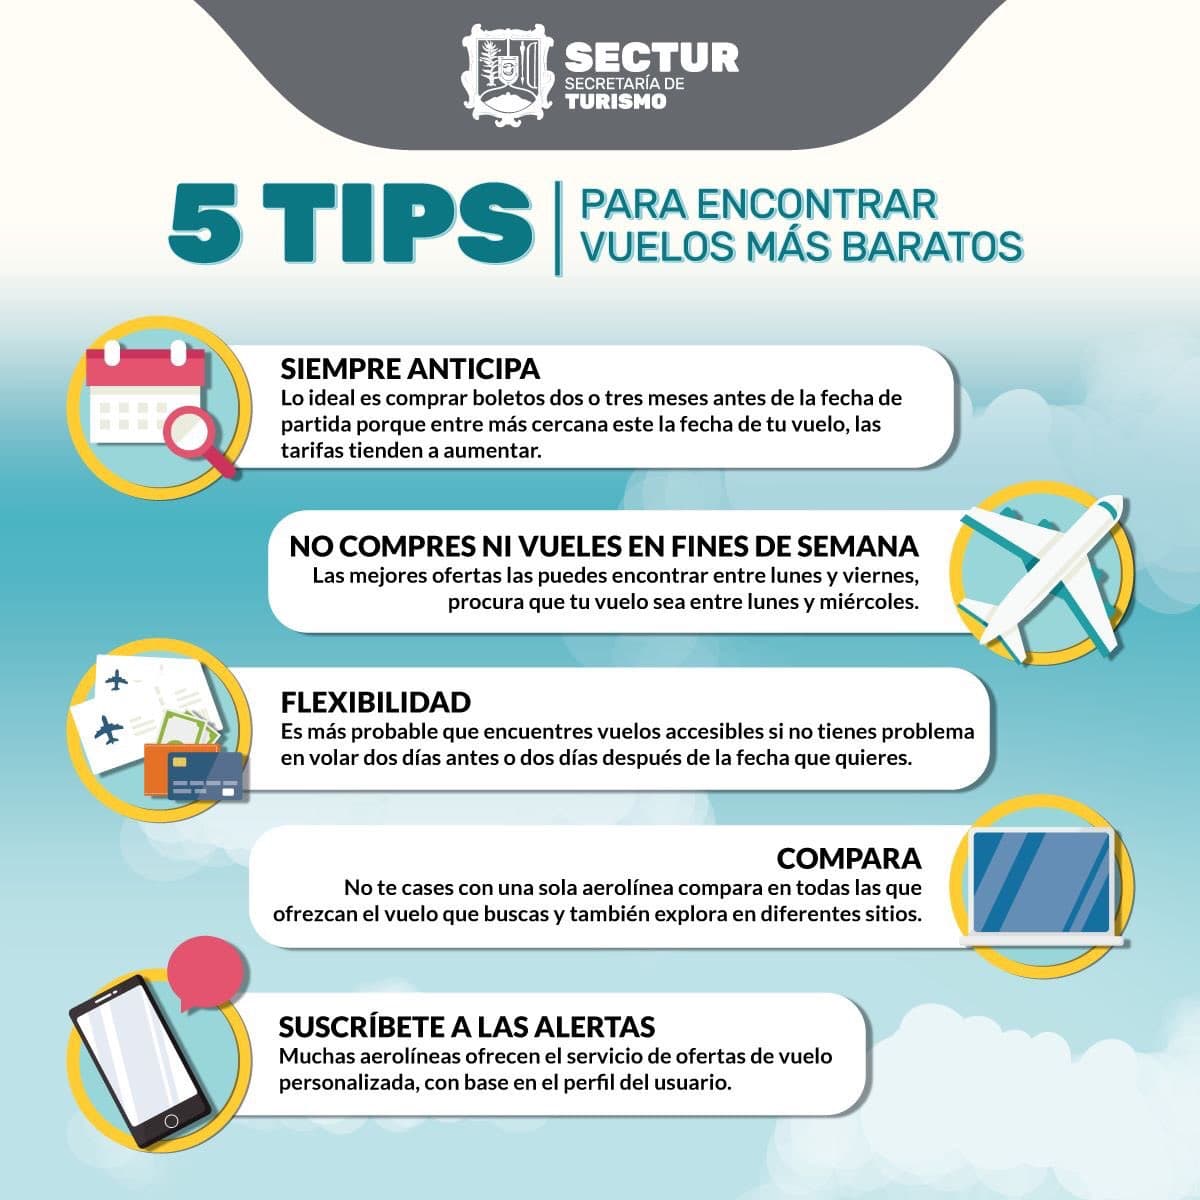 SECTUR
SECRETARÍA DE
TURISMO
5 TIPS
PARA ENCONTRAR
VUELOS MÁS BARATOS
SIEMPRE ANTICIPA
Lo ideal es comprar boletos dos o tres meses antes de la fecha de
partida porque entre más cercana este la fecha de tu vuelo, las
tarifas tienden a aumentar.
NO COMPRES NI VUELES EN FINES DE SEMANA
Las mejores ofertas las puedes encontrar entre lunes y viernes,
procura que tu vuelo sea entre lunes y miércoles.
FLEXIBILIDAD
Es más probable que encuentres vuelos accesibles si no tienes problema
en volar dos días antes o dos días después de la fecha que quieres.
COMPARA
No te cases con una sola aerolínea compara en todas las que
ofrezcan el vuelo que buscas y también explora en diferentes sitios.
SUSCRÍBETE A LAS ALERTAS
Muchas aerolíneas ofrecen el servicio de ofertas de vuelo
personalizada, con base en el perfil del usuario.